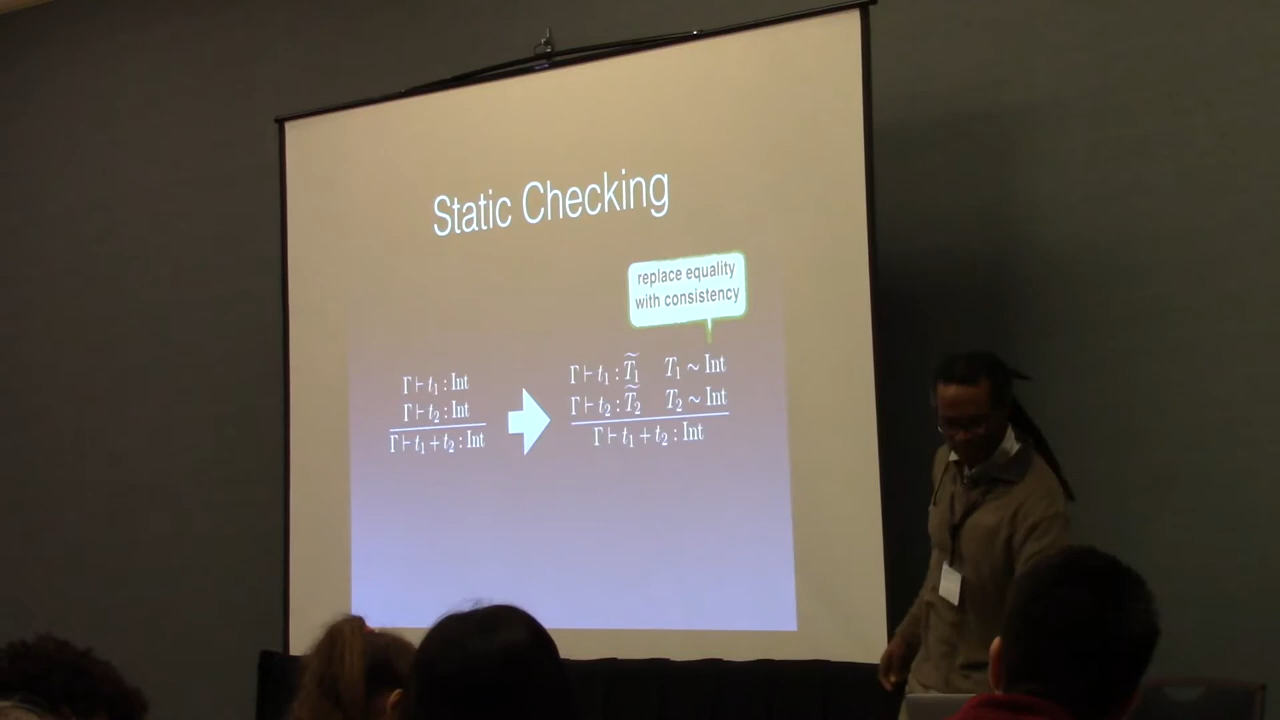 Static Checking
replace equality
with consistency
Γ ⊢ t₁ : Int
Γ ⊢ t₂ : Int
Γ ⊢ t₁ + t₂ : Int
Γ ⊢ t₁ : T̃₁ T₁ ~ Int
Γ ⊢ t₂ : T̃₂ T₂ ~ Int
Γ ⊢ t₁ + t₂ : Int